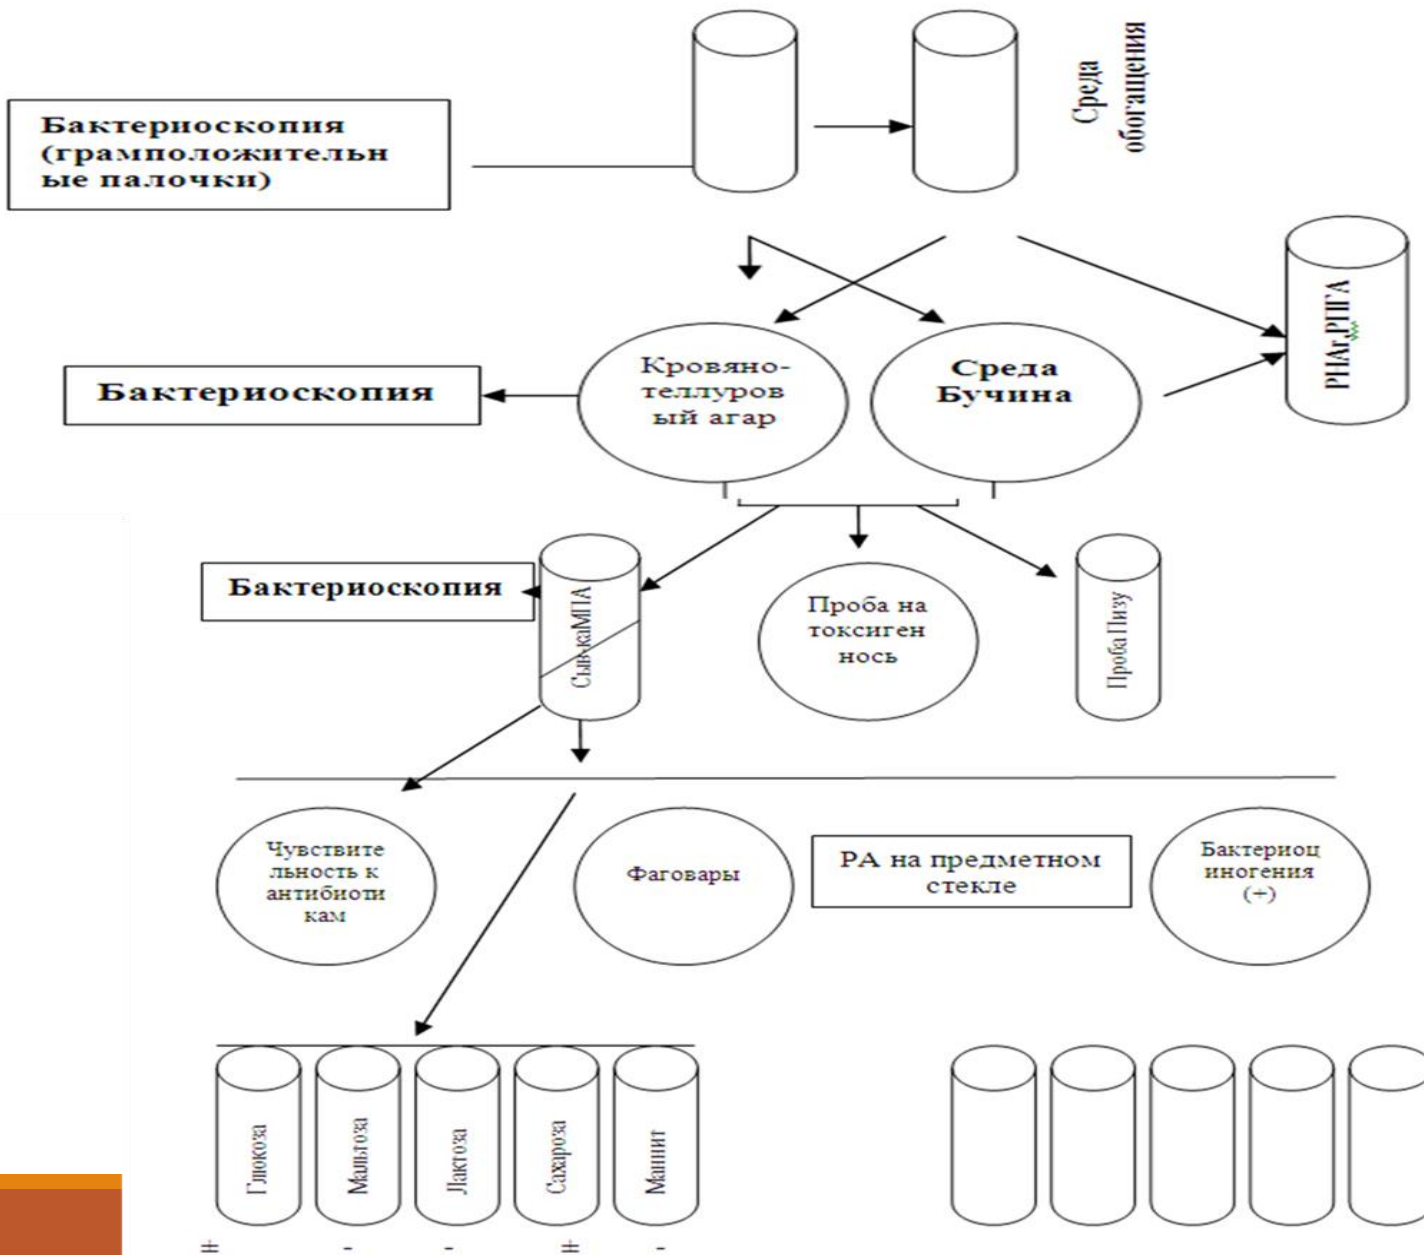 Среда
обогащения
Бактериоскопия
(грамположительн
ые палочки)
РНАг,РПГА
Кровяно-
теллуров
ый агар
Среда
Бучина
Бактериоскопия
Бактериоскопия
Сыв-каМПА
Проба на
токсиген
нось
Проба Пизу
Чувствите
льность к
антибиоти
кам
Фаговары
РА на предметном
стекле
Бактериоц
иногения
(+)
Глюкоза
Мальтоза
Лактоза
Сахароза
Маннит
+ - - + -